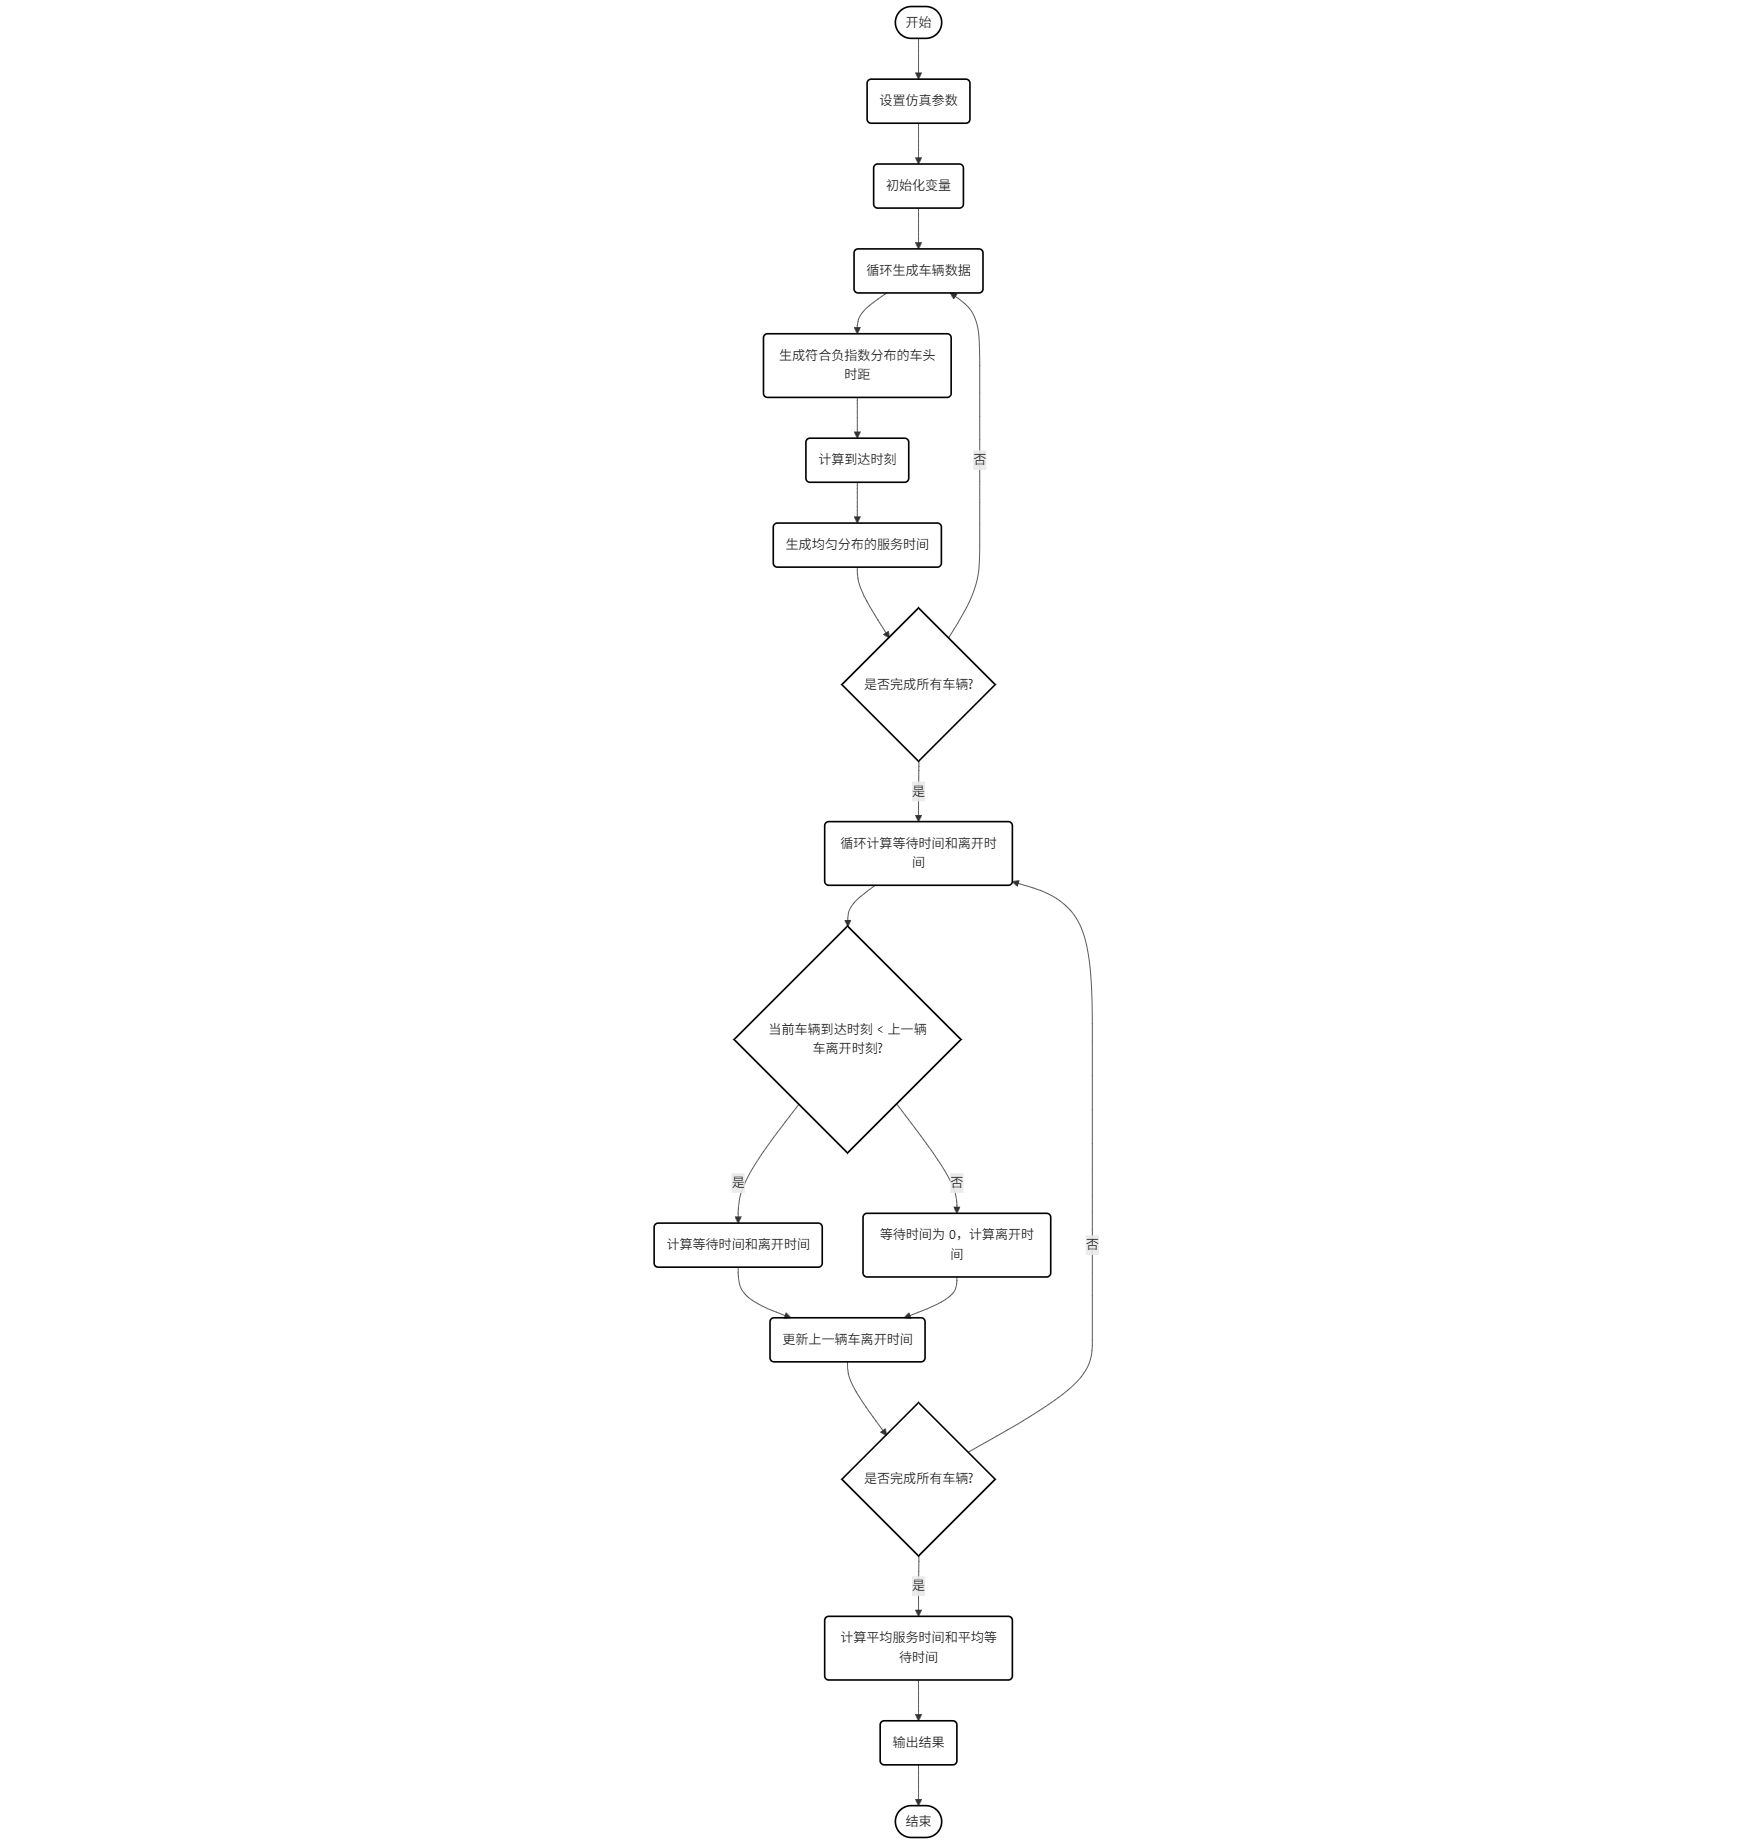 开始
设置仿真参数
初始化变量
循环生成车辆数据
生成符合负指数分布的车头
时距
计算到达时刻
否
生成均匀分布的服务时间
是否完成所有车辆?
是
循环计算等待时间和离开时
间
当前车辆到达时刻 < 上一辆
车离开时刻?
是
否
计算等待时间和离开时间
等待时间为 0，计算离开时
间
否
更新上一辆车离开时间
是否完成所有车辆?
是
计算平均服务时间和平均等
待时间
输出结果
结束